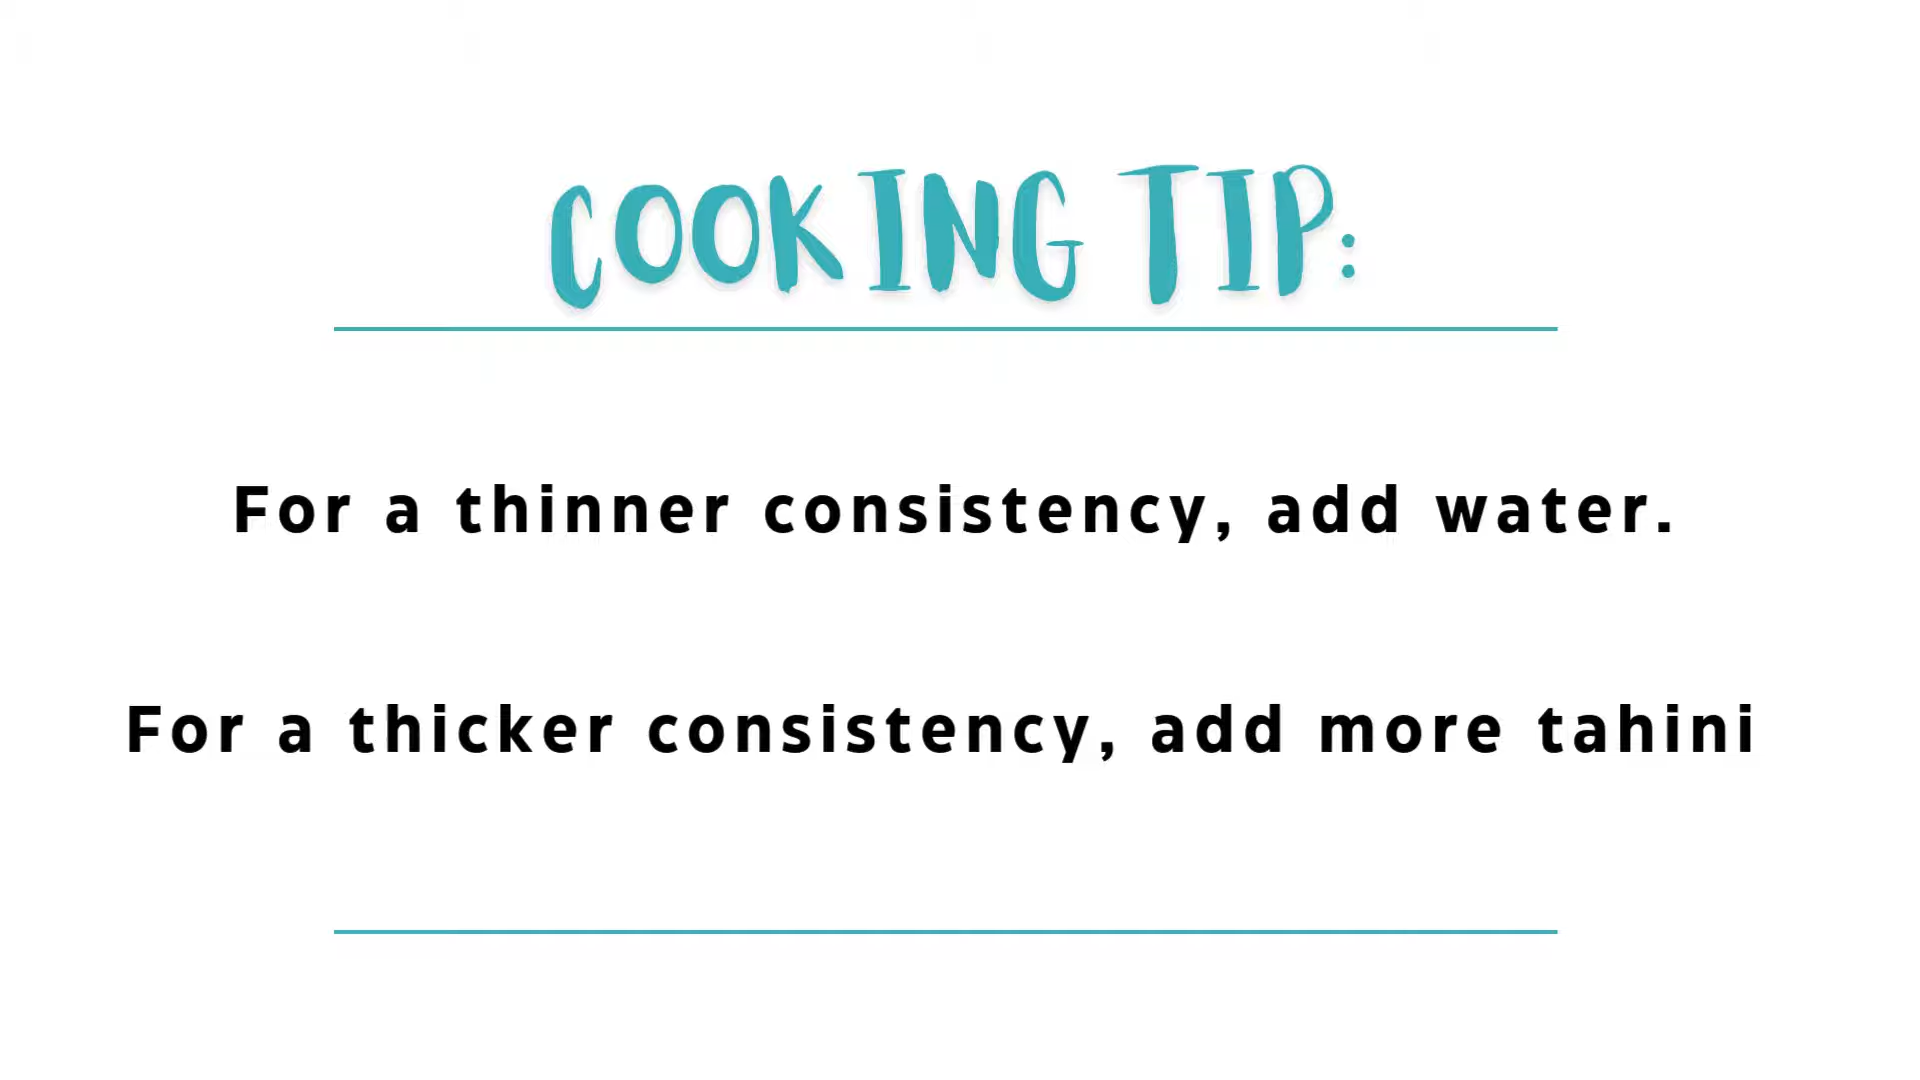 COOKING TIP:
For a thinner consistency, add water.
For a thicker consistency, add more tahini